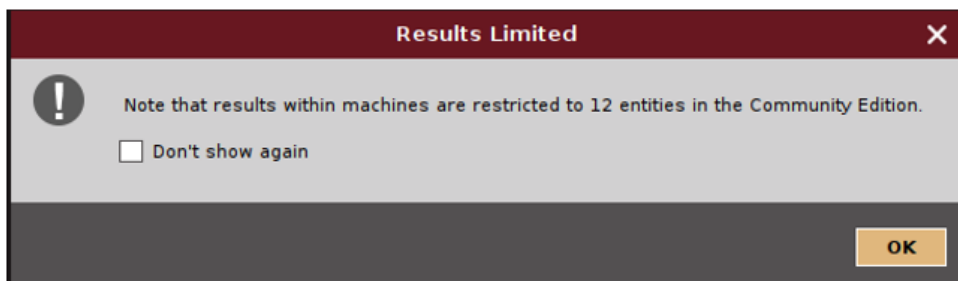 Results Limited
Note that results within machines are restricted to 12 entities in the Community Edition.
Don't show again
OK